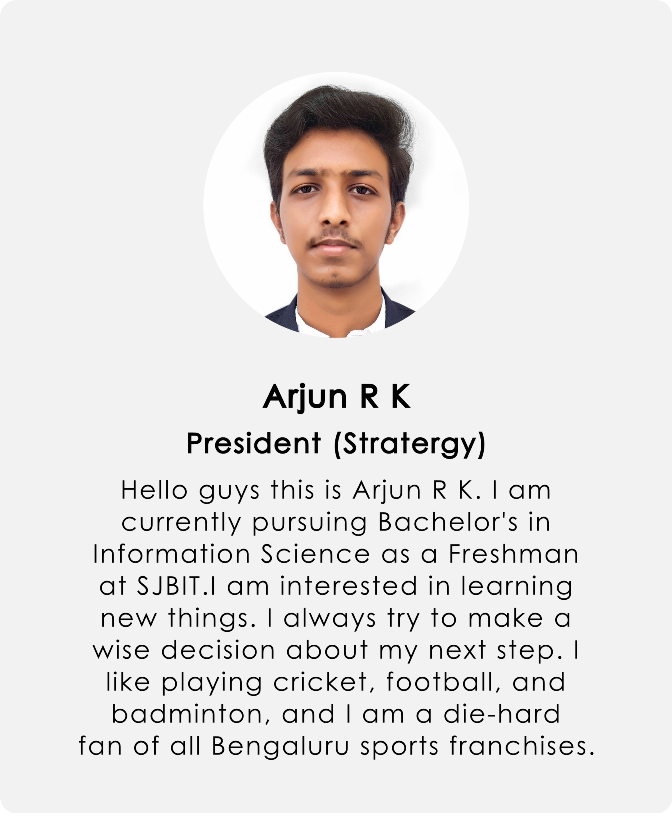 Arjun R K
President (Stratergy)
Hello guys this is Arjun R K. I am
currently pursuing Bachelor's in
Information Science as a Freshman
at SJBIT.I am interested in learning
new things. I always try to make a
wise decision about my next step. I
like playing cricket, football, and
badminton, and I am a die-hard
fan of all Bengaluru sports franchises.